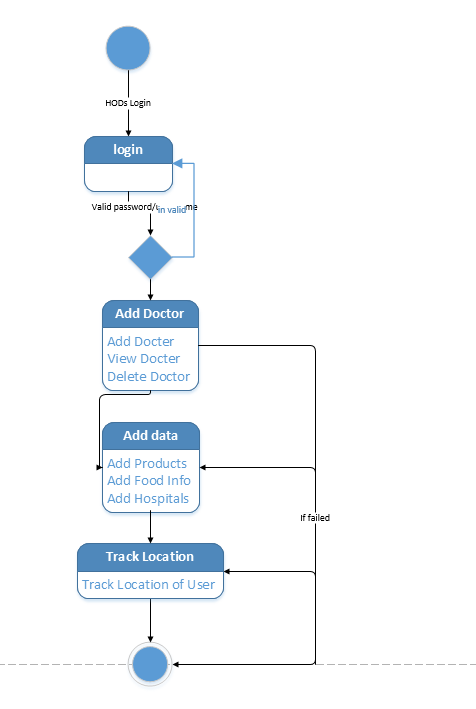 HODs Login
login
Valid password/
in valid
Add Doctor
Add Docter
View Docter
Delete Doctor
Add data
Add Products
Add Food Info
Add Hospitals
If failed
Track Location
Track Location of User